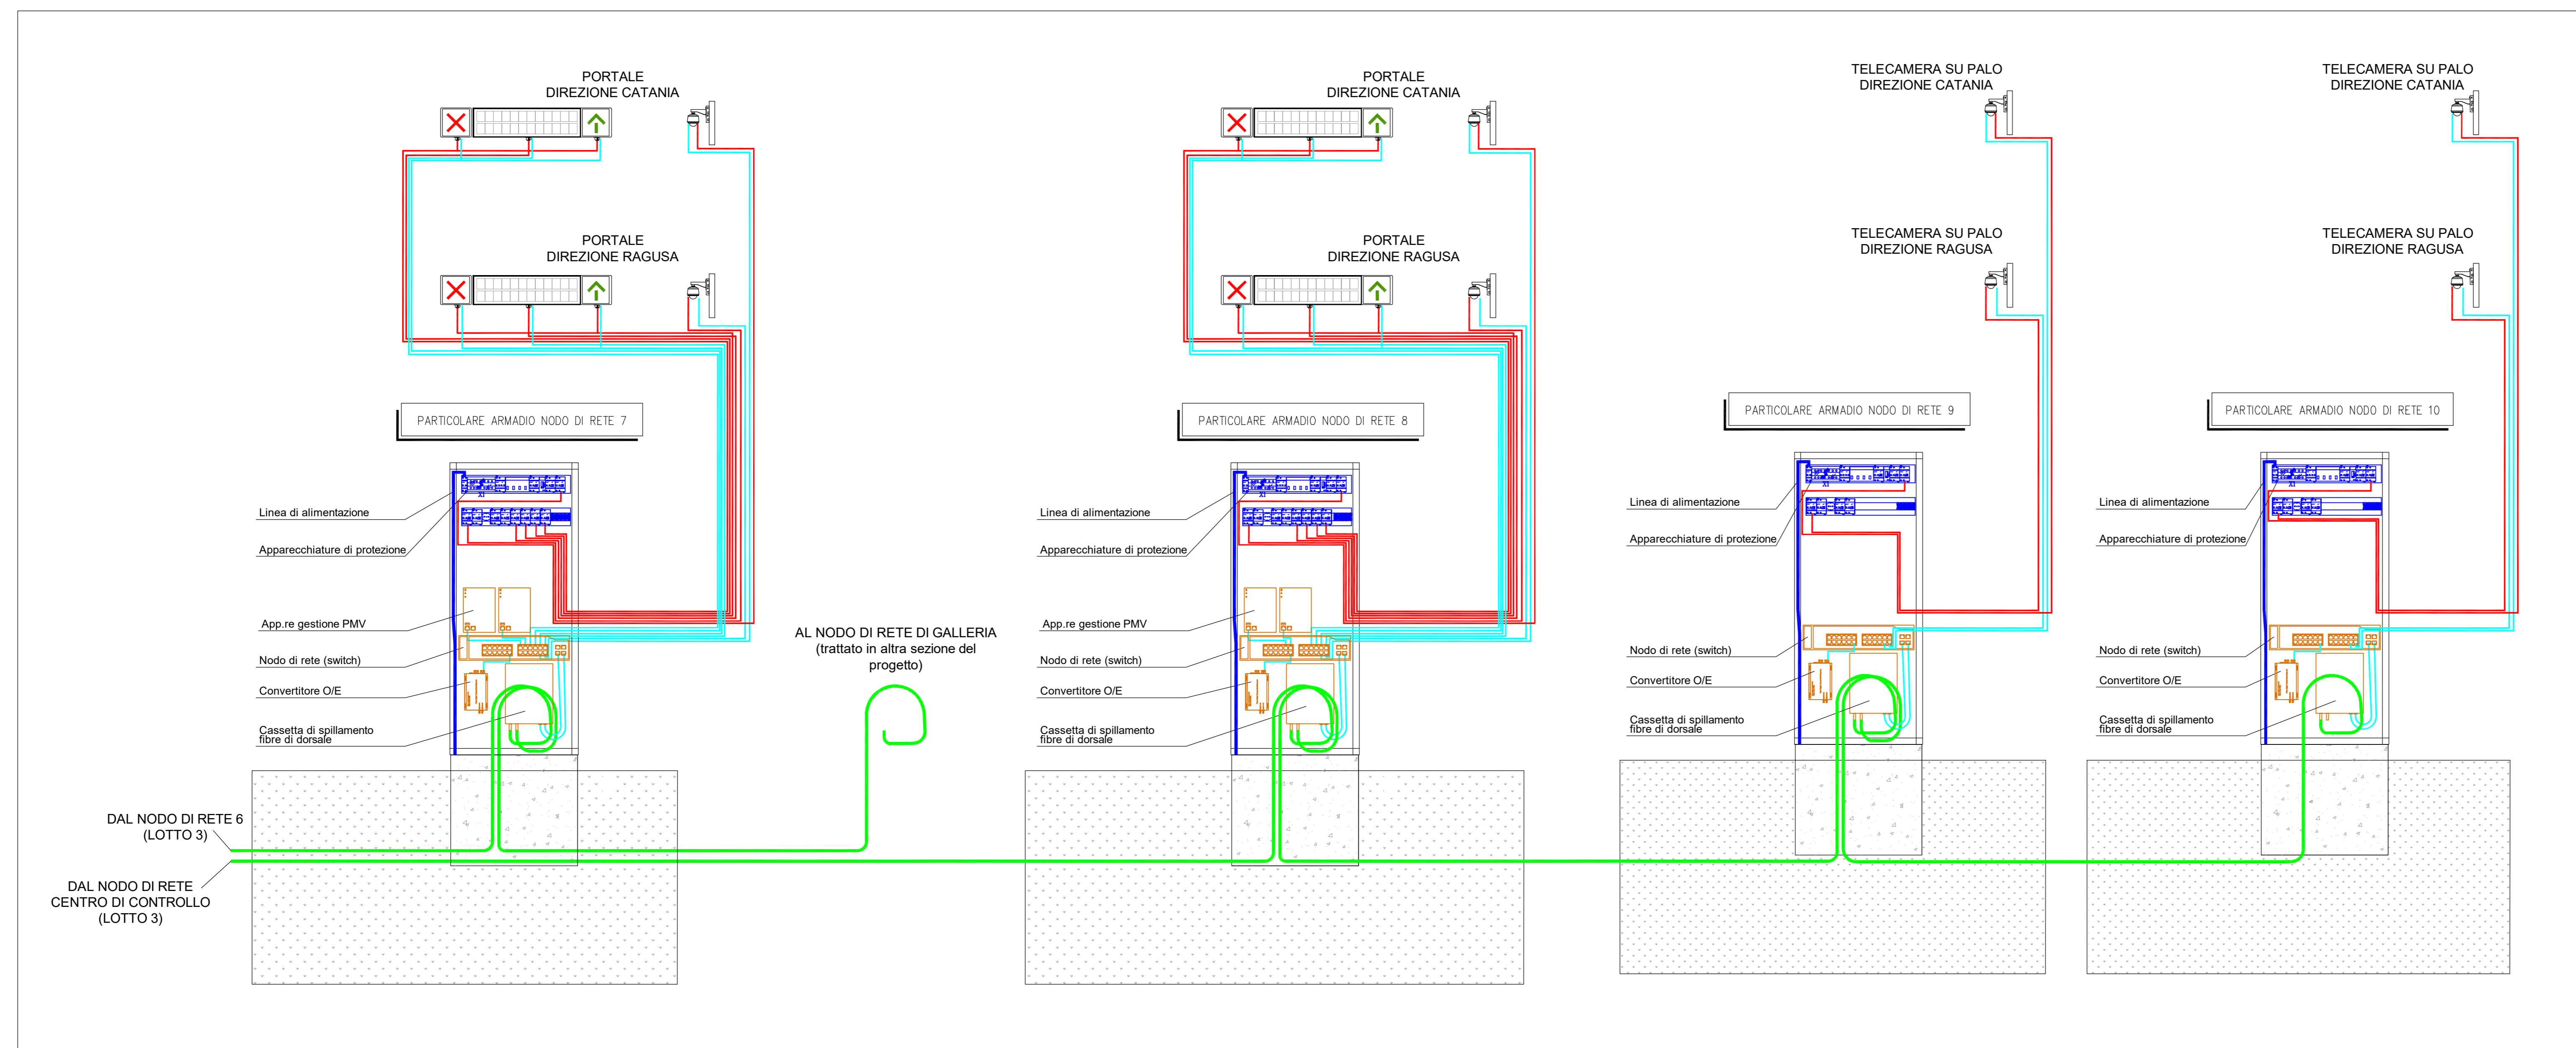 PORTALE
DIREZIONE CATANIA
PORTALE
DIREZIONE CATANIA
TELECAMERA SU PALO
DIREZIONE CATANIA
TELECAMERA SU PALO
DIREZIONE CATANIA
PORTALE
DIREZIONE RAGUSA
PORTALE
DIREZIONE RAGUSA
TELECAMERA SU PALO
DIREZIONE RAGUSA
TELECAMERA SU PALO
DIREZIONE RAGUSA
PARTICOLARE ARMADIO NODO DI RETE 7
PARTICOLARE ARMADIO NODO DI RETE 8
PARTICOLARE ARMADIO NODO DI RETE 9
PARTICOLARE ARMADIO NODO DI RETE 10
X1
Linea di alimentazione
Apparecchiature di protezione
App.re gestione PMV
Nodo di rete (switch)
Convertitore O/E
Cassetta di spillamento
fibre di dorsale
AL NODO DI RETE DI GALLERIA
(trattato in altra sezione del
progetto)
X1
Linea di alimentazione
Apparecchiature di protezione
App.re gestione PMV
Nodo di rete (switch)
Convertitore O/E
Cassetta di spillamento
fibre di dorsale
X1
Linea di alimentazione
Apparecchiature di protezione
Nodo di rete (switch)
Convertitore O/E
Cassetta di spillamento
fibre di dorsale
X1
Linea di alimentazione
Apparecchiature di protezione
Nodo di rete (switch)
Convertitore O/E
Cassetta di spillamento
fibre di dorsale
DAL NODO DI RETE 6
(LOTTO 3)
DAL NODO DI RETE
CENTRO DI CONTROLLO
(LOTTO 3)